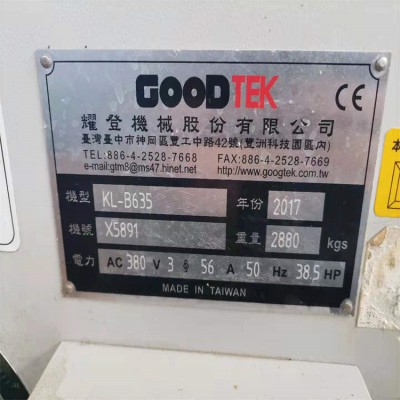 GOODTEK
CE
耀登機械股份有限公司
臺灣臺中市神岡區豐工中路42號(豐洲科技園區內)
TEL:886-4-2528-7668 FAX:886-4-2528-7669
e-mail:gtm8@ms47.hinet.net http://www.googtek.com.tw
機型 KL-B635 年份 2017
機號 X5891 重量 2880 kgs
電力 AC 380 V 3 ϕ 56 A 50 Hz 38.5 HP
MADE IN TAIWAN